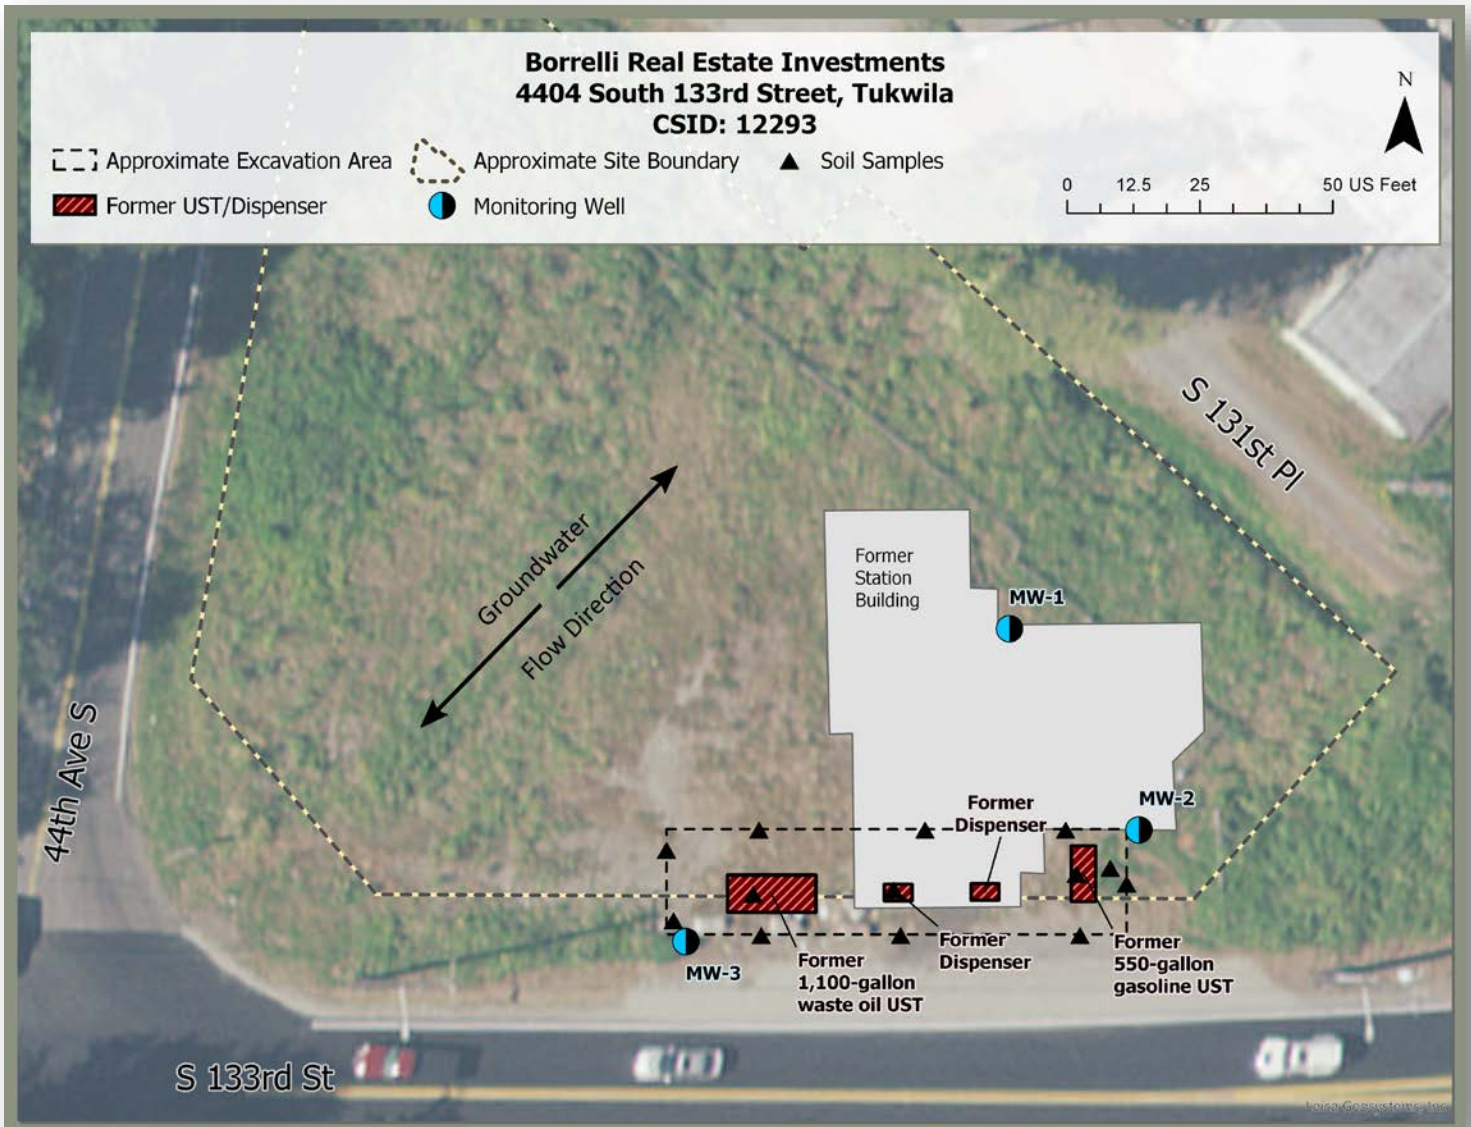 Borrelli Real Estate Investments
4404 South 133rd Street, Tukwila
CSID: 12293
N
Approximate Excavation Area
Approximate Site Boundary
Soil Samples
Former UST/Dispenser
Monitoring Well
0 12.5 25 50 US Feet
S 131st Pl
Groundwater
Flow Direction
Former
Station
Building
MW-1
44th Ave S
MW-2
Former
Dispenser
Former
Dispenser
Former
550-gallon
gasoline UST
MW-3
Former
1,100-gallon
waste oil UST
S 133rd St